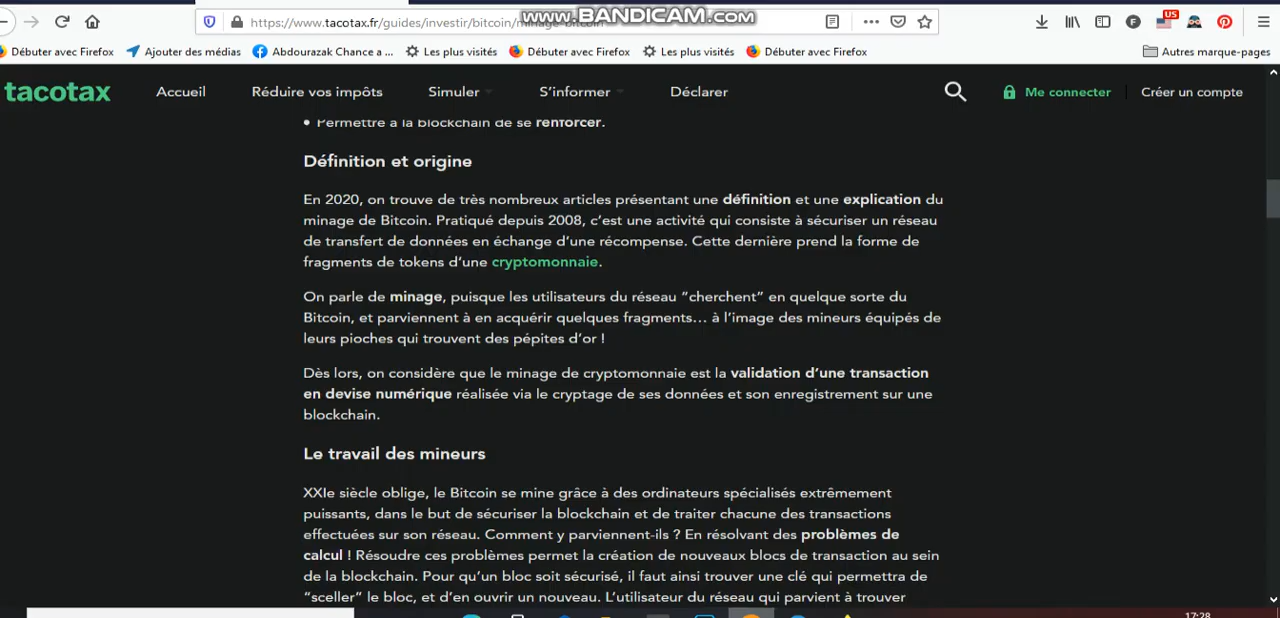 www.BANDICAM.com
https://www.tacotax.fr/guides/investir/bitcoin/minage-bitcoin
US
Débuter avec Firefox Ajouter des médias Abdourazak Chance a ... Les plus visités Débuter avec Firefox Les plus visités Débuter avec Firefox Autres marque-pages
tacotax Accueil Réduire vos impôts Simuler S’informer Déclarer Me connecter Créer un compte
• Permettre à la blockchain de se renforcer.
Définition et origine
En 2020, on trouve de très nombreux articles présentant une définition et une explication du
minage de Bitcoin. Pratiqué depuis 2008, c’est une activité qui consiste à sécuriser un réseau
de transfert de données en échange d’une récompense. Cette dernière prend la forme de
fragments de tokens d’une cryptomonnaie.
On parle de minage, puisque les utilisateurs du réseau “cherchent” en quelque sorte du
Bitcoin, et parviennent à en acquérir quelques fragments… à l’image des mineurs équipés de
leurs pioches qui trouvent des pépites d’or !
Dès lors, on considère que le minage de cryptomonnaie est la validation d’une transaction
en devise numérique réalisée via le cryptage de ses données et son enregistrement sur une
blockchain.
Le travail des mineurs
XXIe siècle oblige, le Bitcoin se mine grâce à des ordinateurs spécialisés extrêmement
puissants, dans le but de sécuriser la blockchain et de traiter chacune des transactions
effectuées sur son réseau. Comment y parviennent-ils ? En résolvant des problèmes de
calcul ! Résoudre ces problèmes permet la création de nouveaux blocs de transaction au sein
de la blockchain. Pour qu’un bloc soit sécurisé, il faut ainsi trouver une clé qui permettra de
“sceller” le bloc, et d’en ouvrir un nouveau. L’utilisateur du réseau qui parvient à trouver
17:28